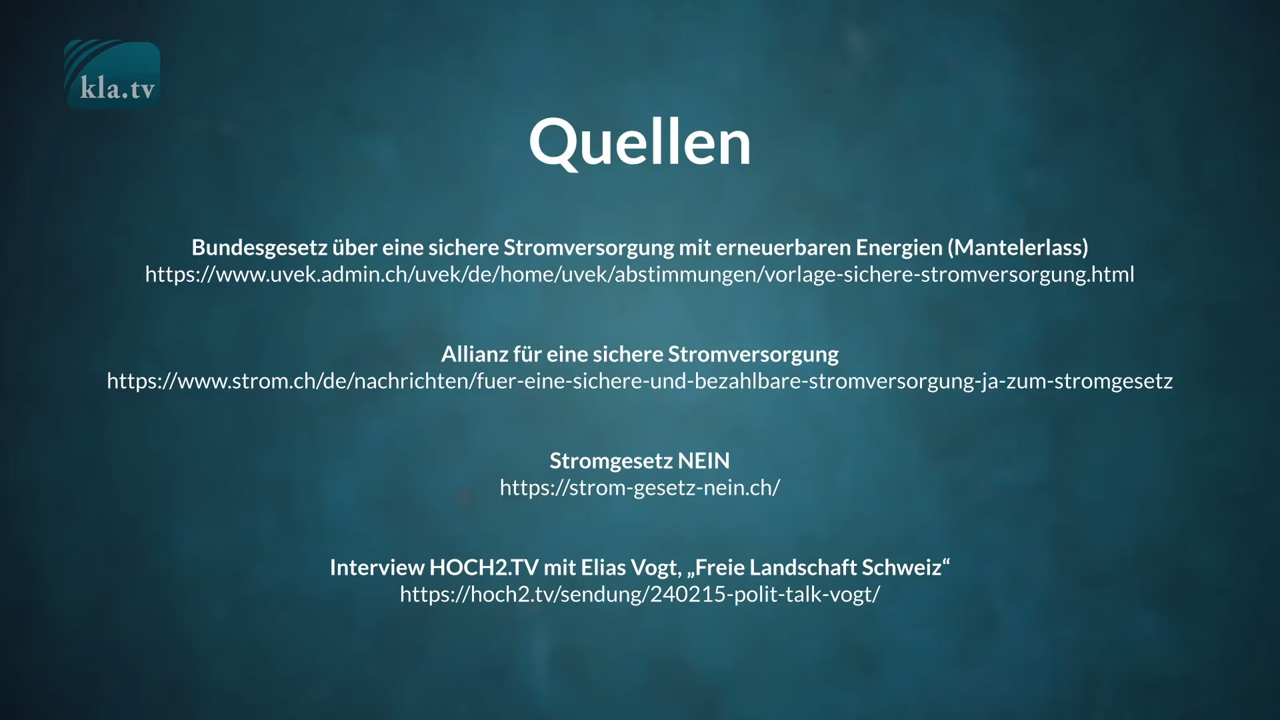 kla.tv
Quellen
Bundesgesetz über eine sichere Stromversorgung mit erneuerbaren Energien (Mantelerlass)
https://www.uvek.admin.ch/uvek/de/home/uvek/abstimmungen/vorlage-sichere-stromversorgung.html
Allianz für eine sichere Stromversorgung
https://www.strom.ch/de/nachrichten/fuer-eine-sichere-und-bezahlbare-stromversorgung-ja-zum-stromgesetz
Stromgesetz NEIN
https://strom-gesetz-nein.ch/
Interview HOCH2.TV mit Elias Vogt, „Freie Landschaft Schweiz“
https://hoch2.tv/sendung/240215-polit-talk-vogt/